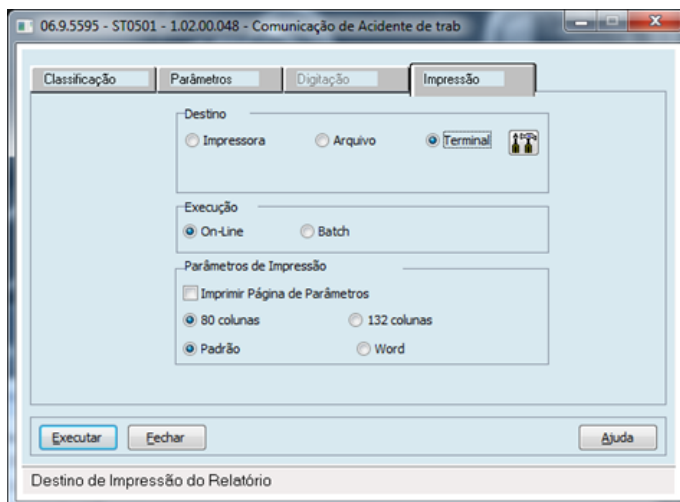 06.9.5595 - ST0501 - 1.02.00.048 - Comunicação de Acidente de trab
Classificação Parâmetros Digitação Impressão
Destino
Impressora Arquivo Terminal
Execução
On-Line Batch
Parâmetros de Impressão
Imprimir Página de Parâmetros
80 colunas 132 colunas
Padrão Word
Executar Fechar Ajuda
Destino de Impressão do Relatório